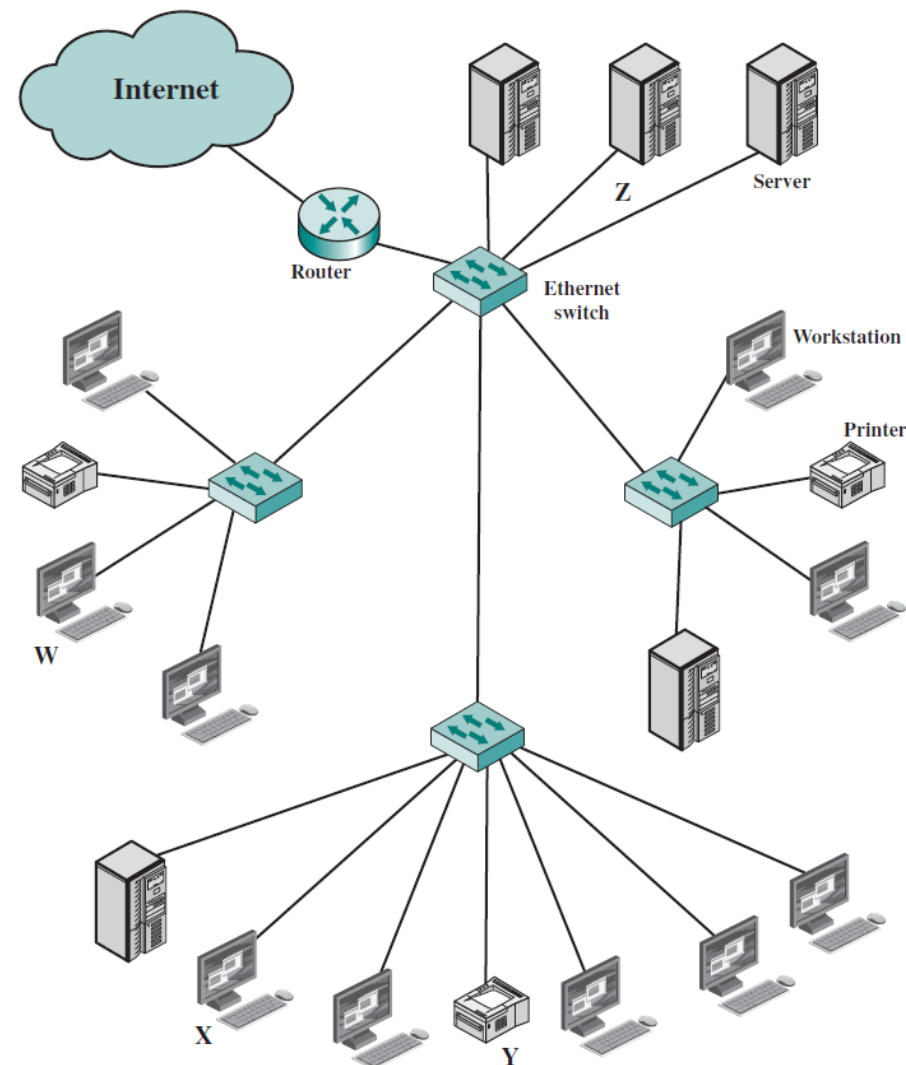 Internet
Z
Server
Router
Ethernet
switch
Workstation
Printer
W
X
Y